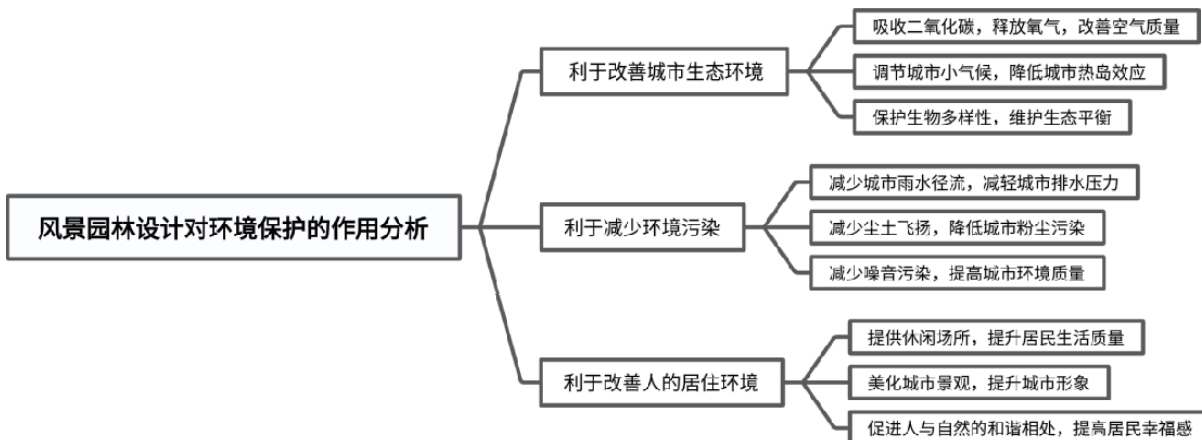 风景园林设计对环境保护的作用分析
利于改善城市生态环境
吸收二氧化碳，释放氧气，改善空气质量
调节城市小气候，降低城市热岛效应
保护生物多样性，维护生态平衡
利于减少环境污染
减少城市雨水径流，减轻城市排水压力
减少尘土飞扬，降低城市粉尘污染
减少噪音污染，提高城市环境质量
利于改善人的居住环境
提供休闲场所，提升居民生活质量
美化城市景观，提升城市形象
促进人与自然的和谐相处，提高居民幸福感